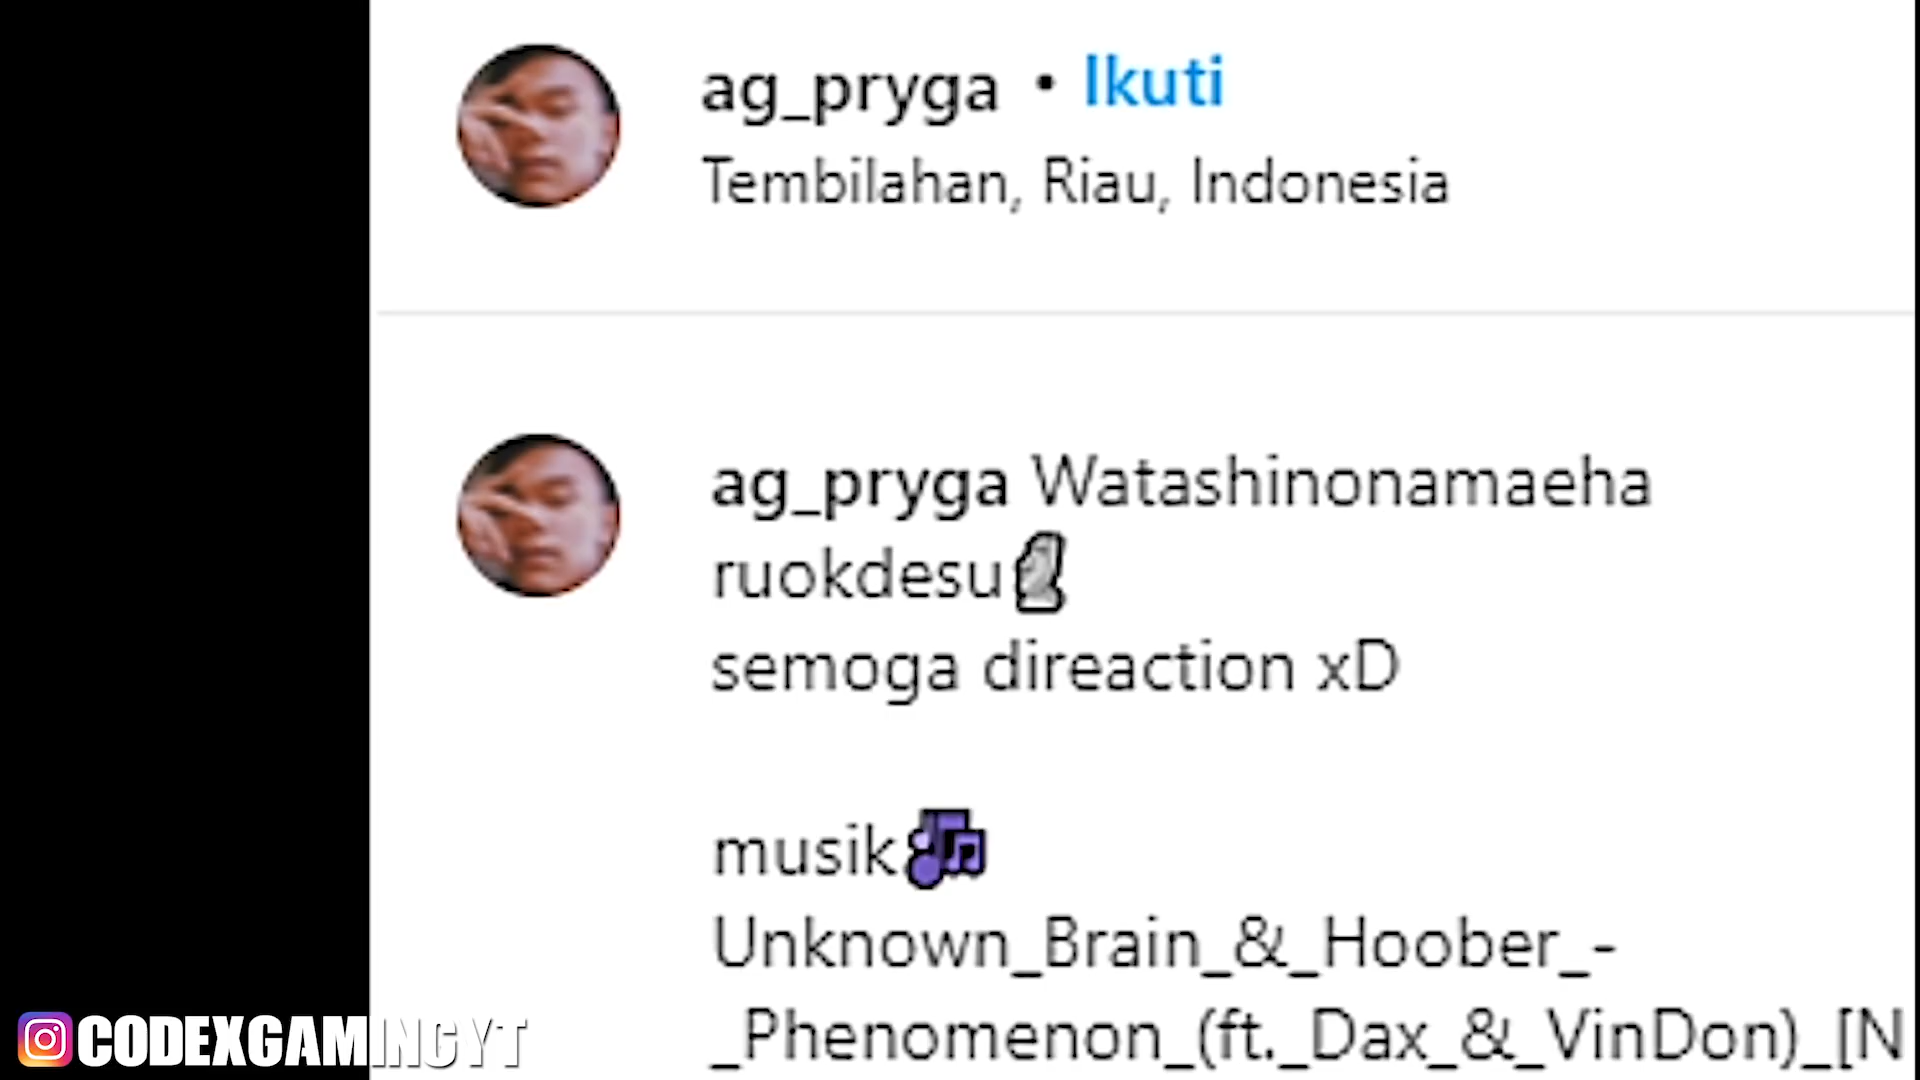 ag_pryga • Ikuti
Tembilahan, Riau, Indonesia
ag_pryga Watashinonamaeha
ruokdesu🗿
semoga direaction xD
musik🎶
Unknown_Brain_&_Hoober_-
_Phenomenon_(ft._Dax_&_VinDon)_[N
CODEXGAMINGYT